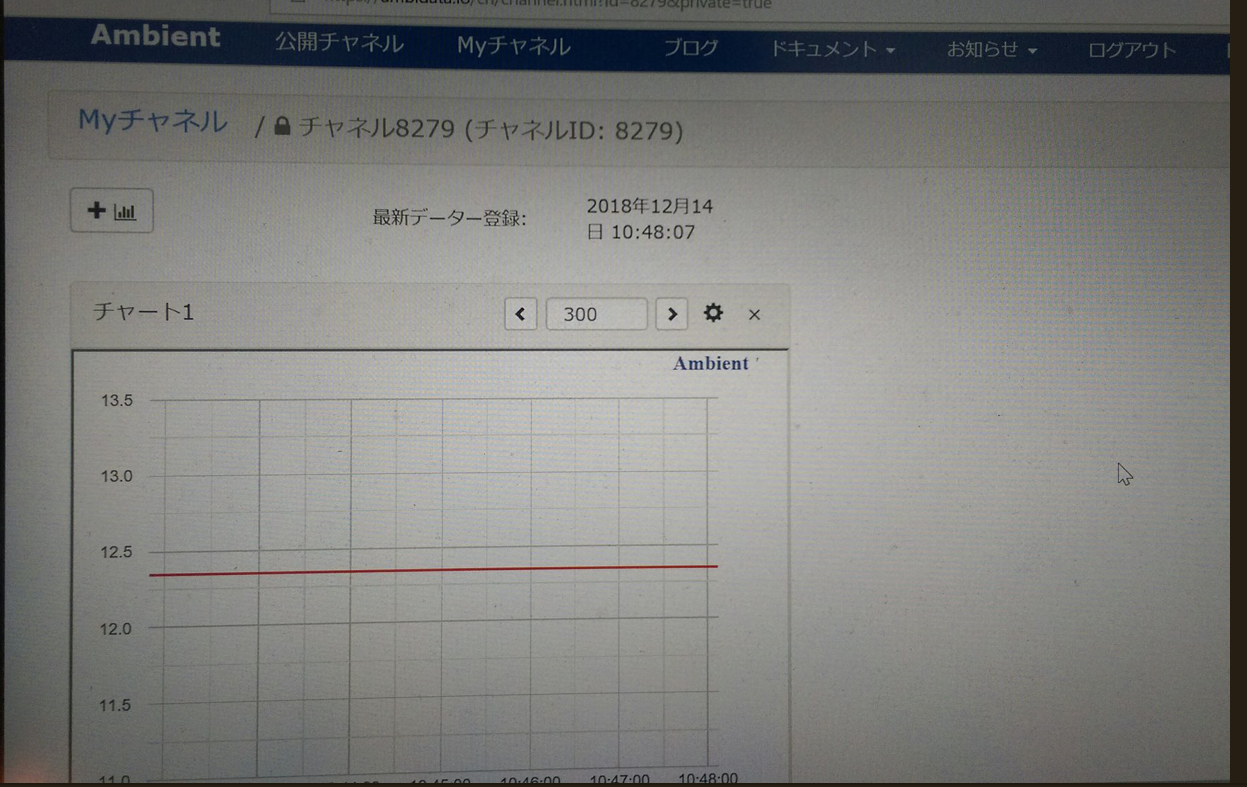 ambidata.io/ch/channel.html?id=8279&private=true
Ambient 公開チャネル Myチャネル ブログ ドキュメント お知らせ ログアウト
Myチャネル / チャネル8279 (チャネルID: 8279)
最新データー登録: 2018年12月14
日 10:48:07
チャート1 300
Ambient
13.5
13.0
12.5
12.0
11.5
11.0 10:45:00 10:46:00 10:47:00 10:48:00